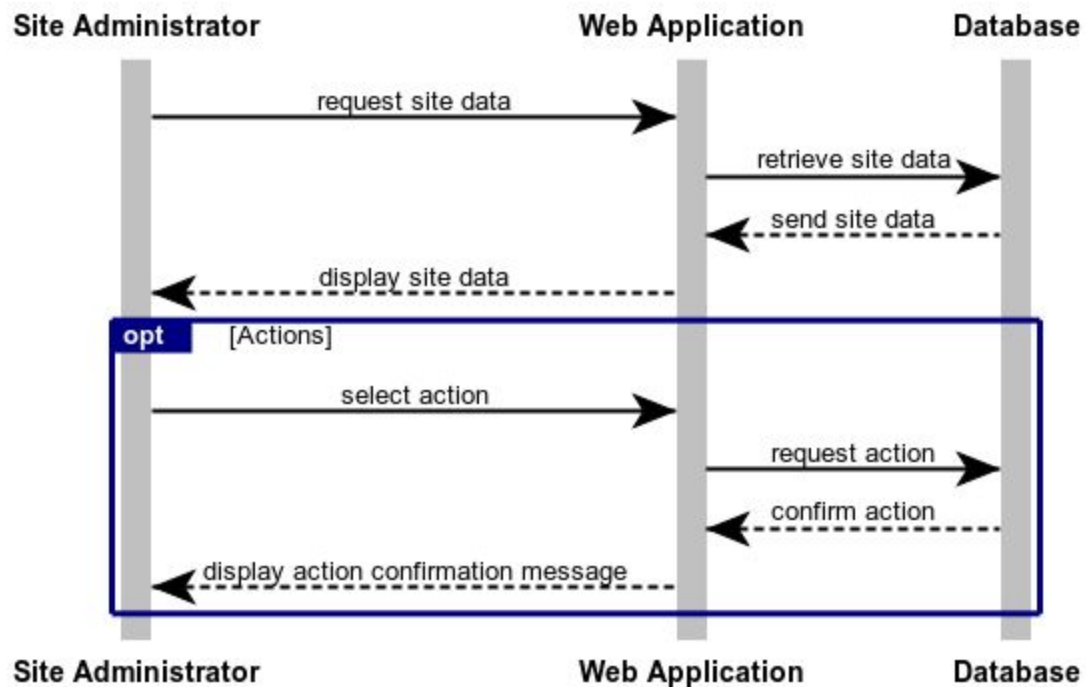 Site Administrator Web Application Database
request site data
retrieve site data
send site data
display site data
opt [Actions]
select action
request action
confirm action
display action confirmation message
Site Administrator Web Application Database